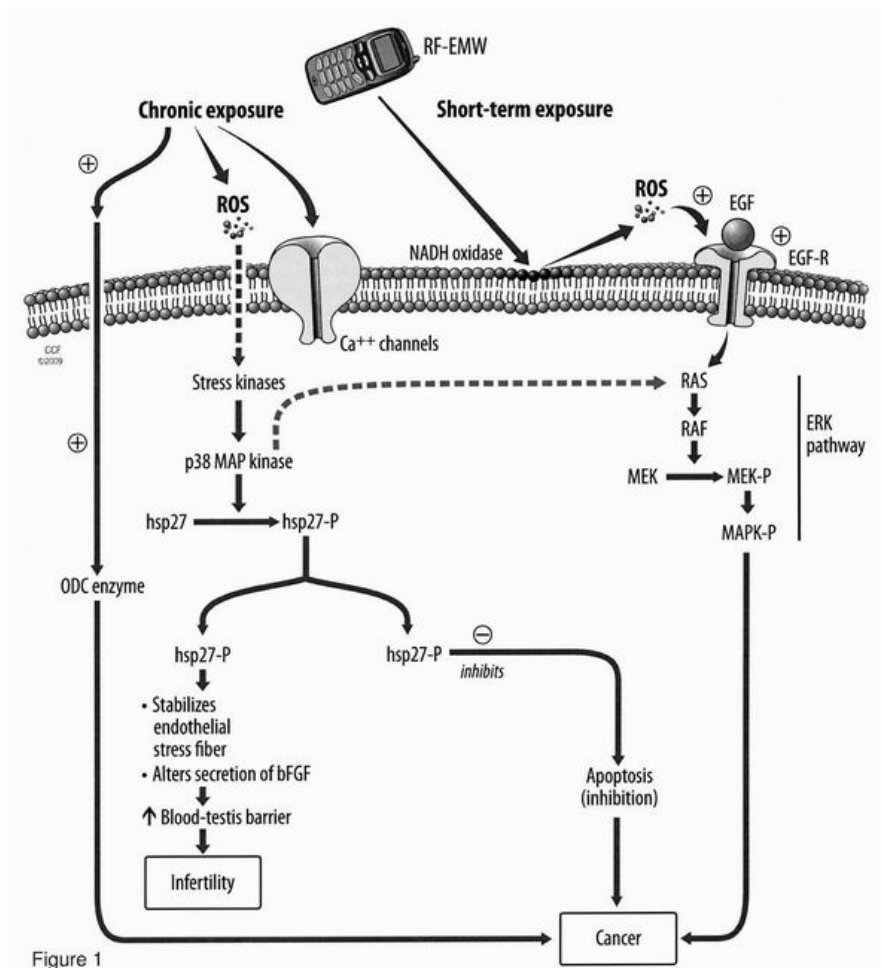 RF-EMW
Chronic exposure
Short-term exposure
+
ROS
ROS
+
EGF
NADH oxidase
+
EGF-R
Ca++ channels
CCF
©2009
Stress kinases
RAS
+
RAF
ERK
pathway
p38 MAP kinase
MEK
MEK-P
hsp27
hsp27-P
MAPK-P
ODC enzyme
hsp27-P
hsp27-P
−
inhibits
• Stabilizes
endothelial
stress fiber
• Alters secretion of bFGF
Apoptosis
(inhibition)
↑ Blood-testis barrier
Infertility
Cancer
Figure 1